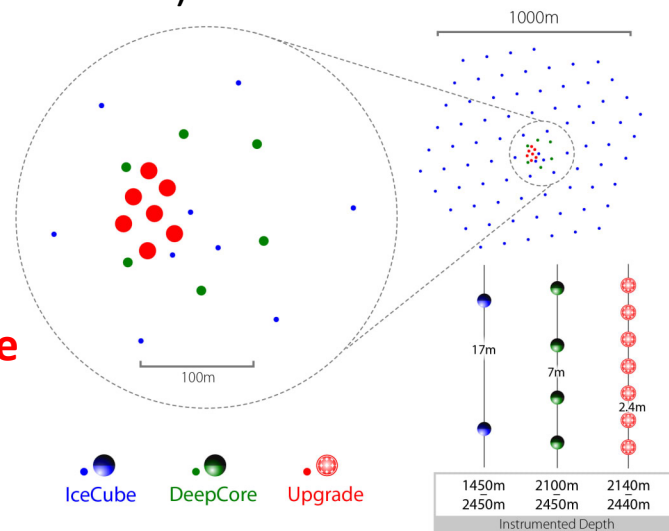 1000m
e
100m
17m
7m
2.4m
IceCube
DeepCore
Upgrade
1450m
–
2450m
2100m
–
2450m
2140m
–
2440m
Instrumented Depth